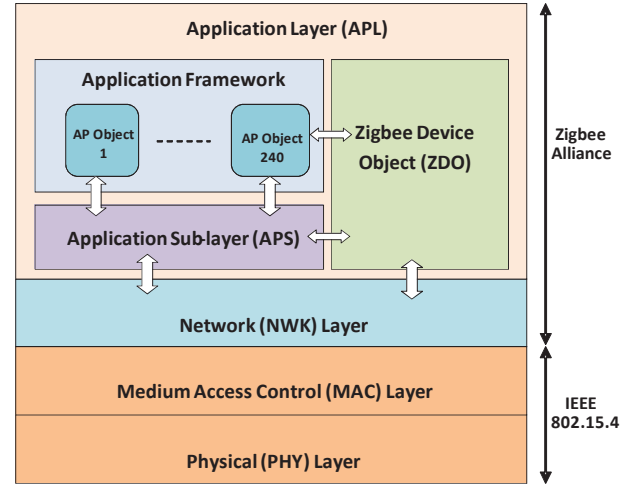 Application Layer (APL)
Application Framework
AP Object
1
AP Object
240
Zigbee Device
Object (ZDO)
Application Sub-layer (APS)
Network (NWK) Layer
Medium Access Control (MAC) Layer
Physical (PHY) Layer
Zigbee
Alliance
IEEE
802.15.4